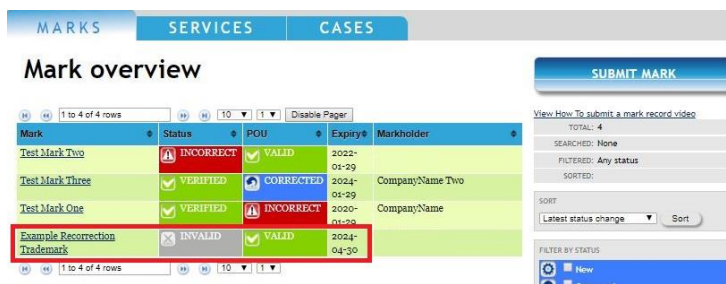 MARKS SERVICES CASES
Mark overview
SUBMIT MARK
1 to 4 of 4 rows 10 1 Disable Pager
View How To submit a mark record video
Mark Status POU Expiry Markholder
TOTAL: 4
Test Mark Two INCORRECT VALID 2022-
01-29
SEARCHED: None
FILTERED: Any status
Test Mark Three VERIFIED CORRECTED 2024- CompanyName Two
01-29
SORTED:
SORT
Test Mark One VERIFIED INCORRECT 2020- CompanyName
01-29
Latest status change Sort
Example Recorrection INVALID VALID 2024-
Trademark 04-30
FILTER BY STATUS
1 to 4 of 4 rows 10 1
New